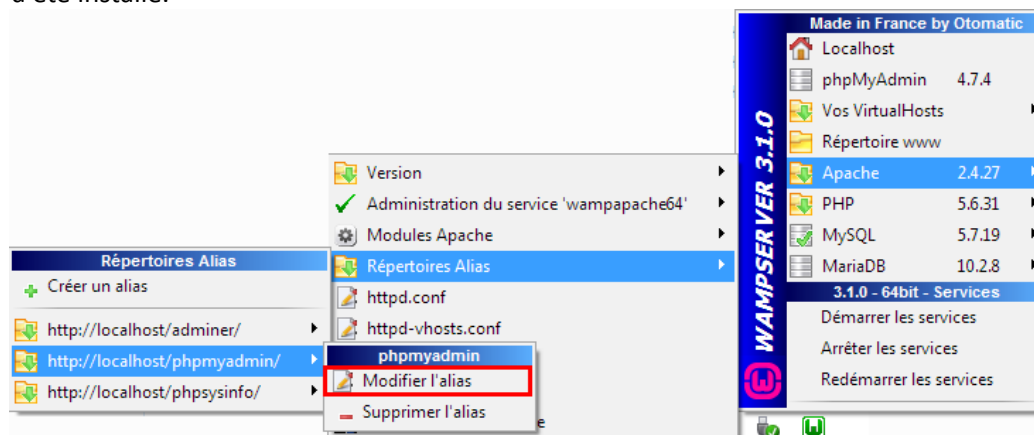 a été installé.
Made in France by Otomatic
Localhost
phpMyAdmin 4.7.4
Vos VirtualHosts
Répertoire www
Apache 2.4.27
PHP 5.6.31
MySQL 5.7.19
MariaDB 10.2.8
3.1.0 - 64bit - Services
Démarrer les services
Arrêter les services
Redémarrer les services
WAMPSERVER 3.1.0
Version
Administration du service 'wampapache64'
Modules Apache
Répertoires Alias
httpd.conf
httpd-vhosts.conf
Répertoires Alias
Créer un alias
http://localhost/adminer/
http://localhost/phpmyadmin/
http://localhost/phpsysinfo/
phpmyadmin
Modifier l'alias
Supprimer l'alias